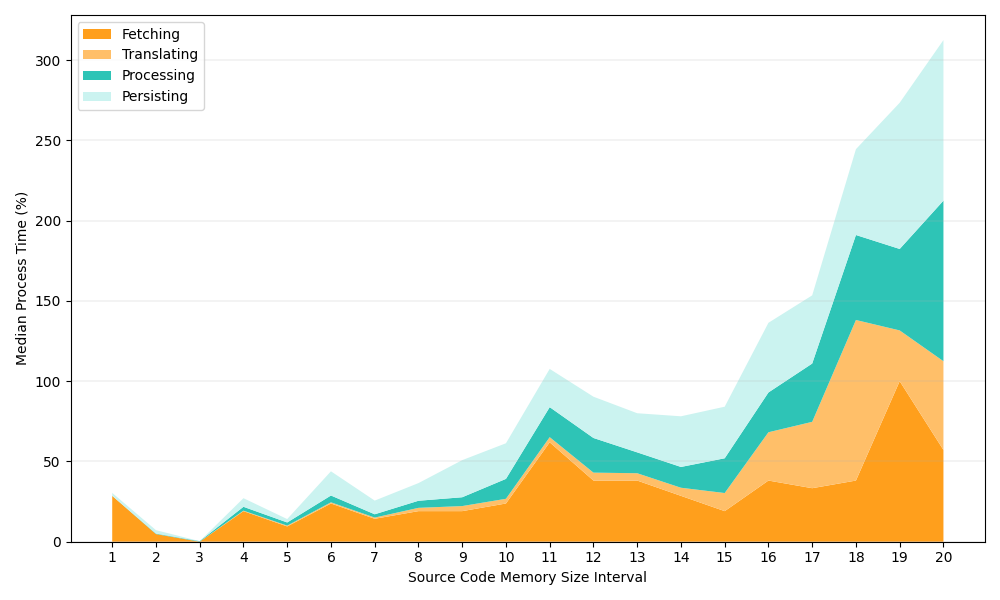 Fetching
Translating
Processing
Persisting
300
250
200
150
100
50
0
Median Process Time (%)
1 2 3 4 5 6 7 8 9 10 11 12 13 14 15 16 17 18 19 20
Source Code Memory Size Interval